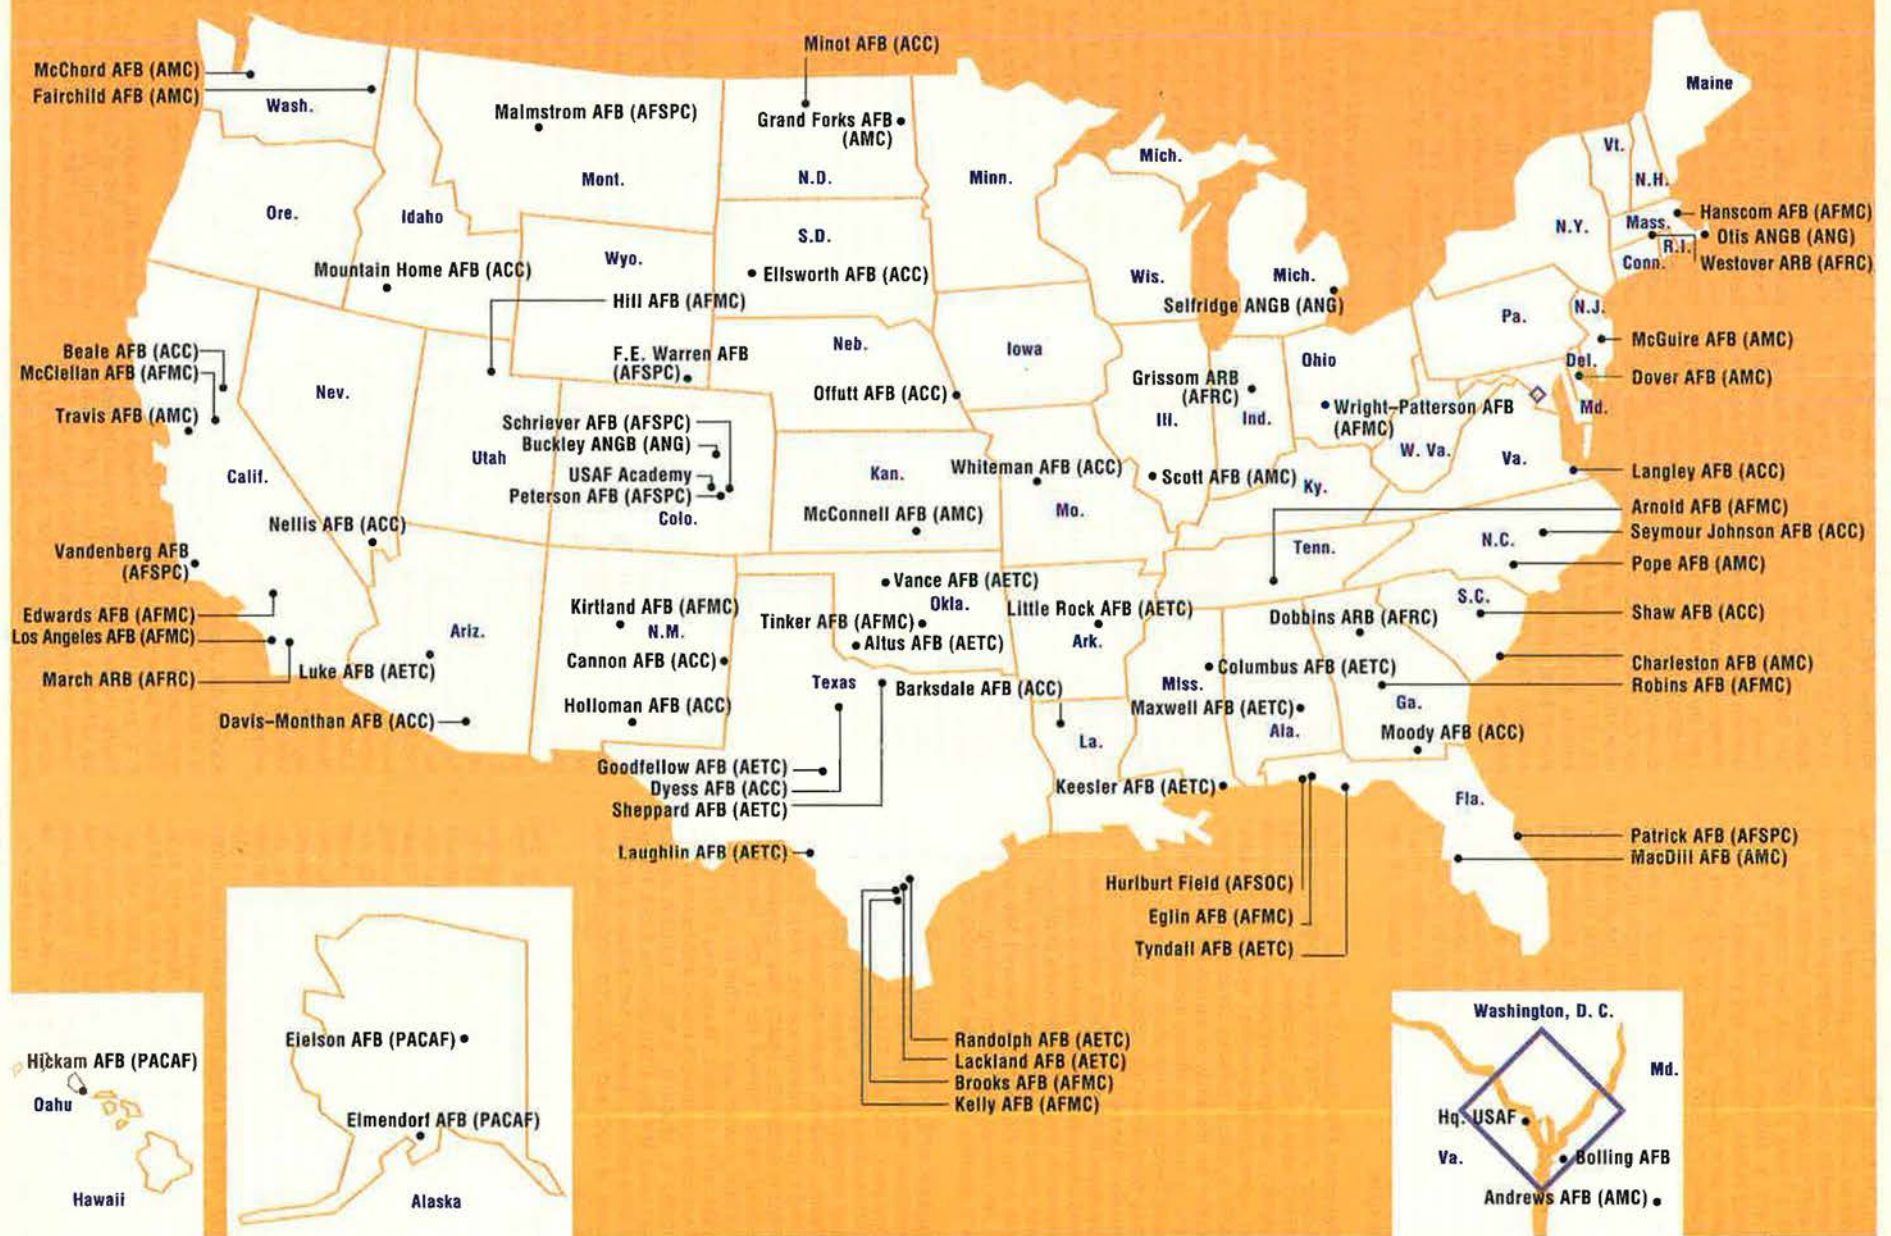 Minot AFB (ACC)
McChord AFB (AMC)
Fairchild AFB (AMC)
Wash.
Malmstrom AFB (AFSPC)
Grand Forks AFB
(AMC)
Maine
Vt.
N.H.
Mich.
Mont.
N.D.
Minn.
Ore.
Idaho
Hanscom AFB (AFMC)
Mass.
N.Y.
Otis ANGB (ANG)
R.I.
Conn.
Westover ARB (AFRC)
S.D.
Wyo.
Mountain Home AFB (ACC)
Ellsworth AFB (ACC)
Wis.
Mich.
Hill AFB (AFMC)
Selfridge ANGB (ANG)
N.J.
Pa.
McGuire AFB (AMC)
Beale AFB (ACC)
McClellan AFB (AFMC)
F.E. Warren AFB
(AFSPC)
Neb.
Iowa
Ohio
Del.
Dover AFB (AMC)
Grissom ARB
(AFRC)
Nev.
Offutt AFB (ACC)
Travis AFB (AMC)
Ill.
Ind.
Wright-Patterson AFB
(AFMC)
Md.
Schriever AFB (AFSPC)
Buckley ANGB (ANG)
USAF Academy
Peterson AFB (AFSPC)
Colo.
Utah
Calif.
Kan.
Whiteman AFB (ACC)
Scott AFB (AMC)
Ky.
W. Va.
Va.
Langley AFB (ACC)
McConnell AFB (AMC)
Mo.
Arnold AFB (AFMC)
Nellis AFB (ACC)
Seymour Johnson AFB (ACC)
N.C.
Tenn.
Vandenberg AFB
(AFSPC)
Pope AFB (AMC)
Vance AFB (AETC)
Okla.
Edwards AFB (AFMC)
Kirtland AFB (AFMC)
N.M.
Tinker AFB (AFMC)
Little Rock AFB (AETC)
Ark.
Dobbins ARB (AFRC)
S.C.
Shaw AFB (ACC)
Los Angeles AFB (AFMC)
Ariz.
Altus AFB (AETC)
March ARB (AFRC)
Luke AFB (AETC)
Cannon AFB (ACC)
Columbus AFB (AETC)
Charleston AFB (AMC)
Robins AFB (AFMC)
Texas
Barksdale AFB (ACC)
Miss.
Davis-Monthan AFB (ACC)
Holloman AFB (ACC)
Maxwell AFB (AETC)
Ala.
Ga.
Moody AFB (ACC)
La.
Goodfellow AFB (AETC)
Dyess AFB (ACC)
Sheppard AFB (AETC)
Keesler AFB (AETC)
Fla.
Patrick AFB (AFSPC)
MacDill AFB (AMC)
Laughlin AFB (AETC)
Hurlburt Field (AFSOC)
Eglin AFB (AFMC)
Tyndall AFB (AETC)
Randolph AFB (AETC)
Lackland AFB (AETC)
Brooks AFB (AFMC)
Kelly AFB (AFMC)
Hickam AFB (PACAF)
Oahu
Hawaii
Eielson AFB (PACAF)
Elmendorf AFB (PACAF)
Alaska
Washington, D. C.
Md.
Hq. USAF
Va.
Bolling AFB
Andrews AFB (AMC)